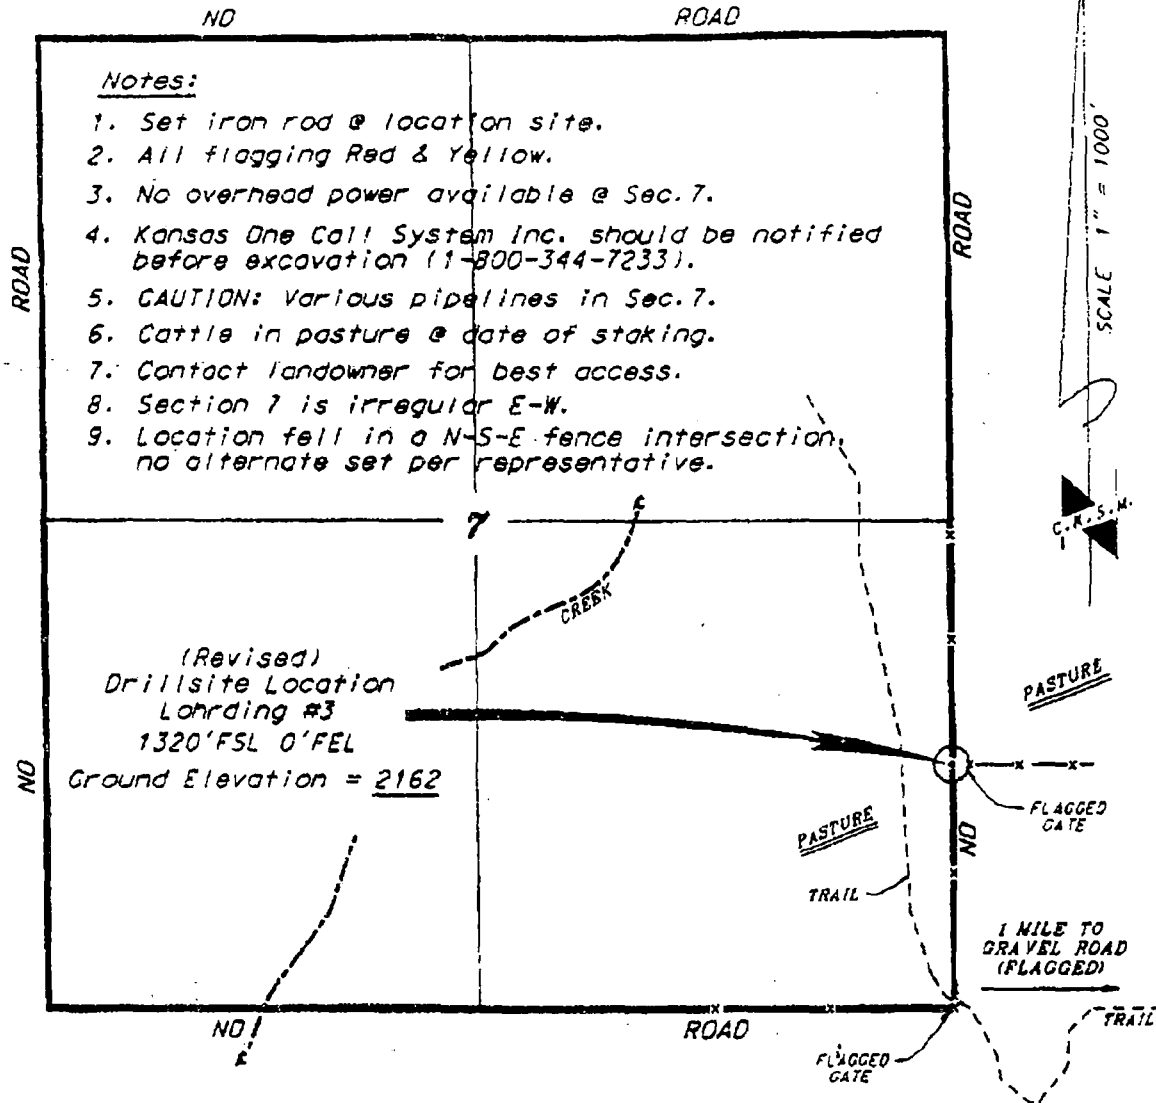 NO ROAD
Notes:
1. Set iron rod @ location site.
2. All flagging Red & Yellow.
3. No overhead power available @ Sec. 7.
4. Kansas One Call System Inc. should be notified
before excavation (1-800-344-7233).
5. CAUTION: Various pipelines in Sec. 7.
6. Cattle in pasture @ date of staking.
7. Contact landowner for best access.
8. Section 7 is irregular E-W.
9. Location fell in a N-S-E fence intersection,
no alternate set per representative.
ROAD
NO
ROAD
NO
SCALE 1" = 1000'
C.K.S.M.
7
CREEK
(Revised)
Drillsite Location
Lohrding #3
1320'FSL 0'FEL
Ground Elevation = 2162
PASTURE
PASTURE
FLAGGED
GATE
TRAIL
1 MILE TO
GRAVEL ROAD
(FLAGGED)
TRAIL
NO ROAD
FLAGGED
GATE